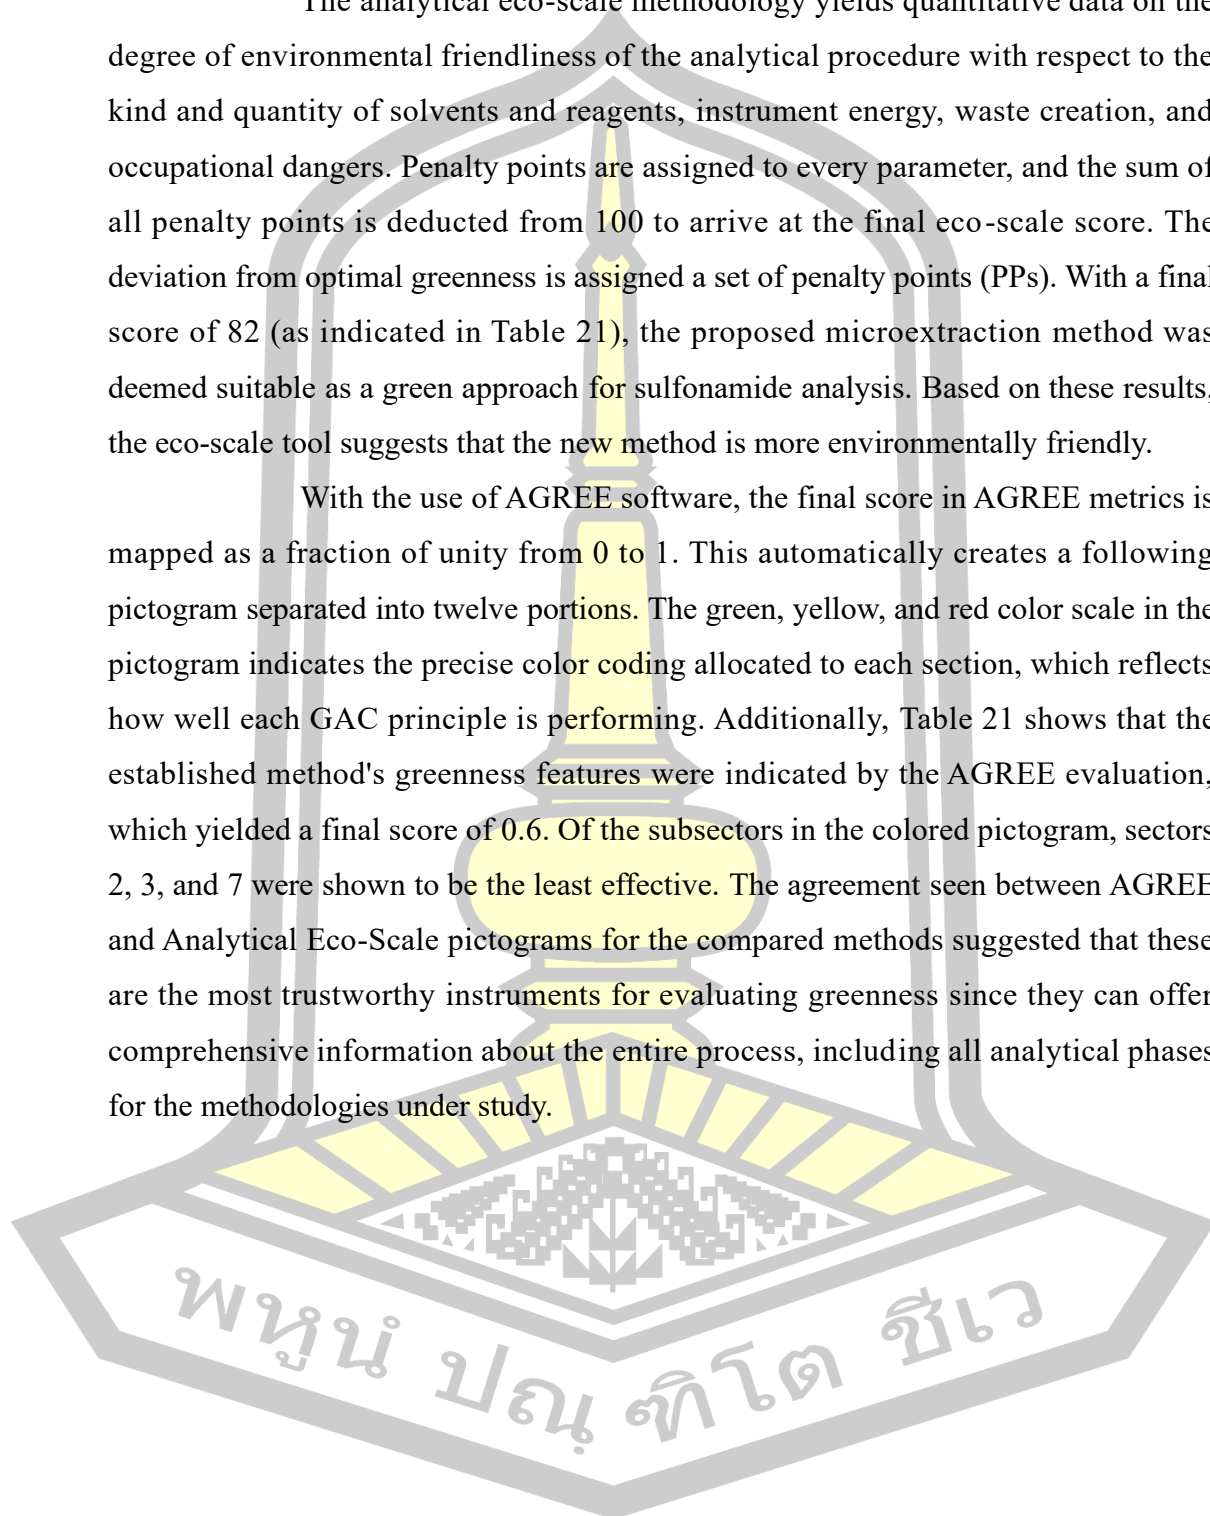 The analytical eco-scale methodology yields quantitative data on the
degree of environmental friendliness of the analytical procedure with respect to the
kind and quantity of solvents and reagents, instrument energy, waste creation, and
occupational dangers. Penalty points are assigned to every parameter, and the sum of
all penalty points is deducted from 100 to arrive at the final eco-scale score. The
deviation from optimal greenness is assigned a set of penalty points (PPs). With a final
score of 82 (as indicated in Table 21), the proposed microextraction method was
deemed suitable as a green approach for sulfonamide analysis. Based on these results,
the eco-scale tool suggests that the new method is more environmentally friendly.
With the use of AGREE software, the final score in AGREE metrics is
mapped as a fraction of unity from 0 to 1. This automatically creates a following
pictogram separated into twelve portions. The green, yellow, and red color scale in the
pictogram indicates the precise color coding allocated to each section, which reflects
how well each GAC principle is performing. Additionally, Table 21 shows that the
established method's greenness features were indicated by the AGREE evaluation,
which yielded a final score of 0.6. Of the subsectors in the colored pictogram, sectors
2, 3, and 7 were shown to be the least effective. The agreement seen between AGREE
and Analytical Eco-Scale pictograms for the compared methods suggested that these
are the most trustworthy instruments for evaluating greenness since they can offer
comprehensive information about the entire process, including all analytical phases
for the methodologies under study.
พหูนํ ปณฺฑิโต ชีเว